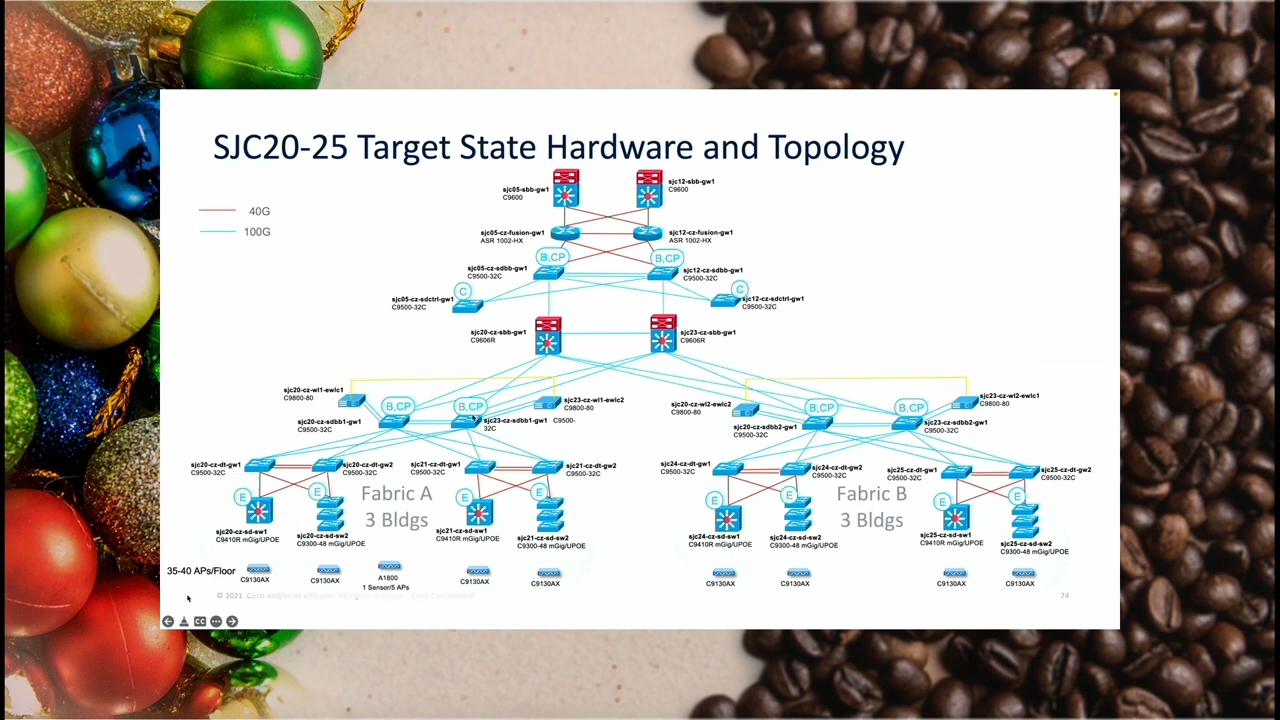 SJC20-25 Target State Hardware and Topology
40G
100G
sjc05-sbb-gw1
C9600
sjc12-sbb-gw1
C9600
sjc05-cz-fusion-gw1
ASR 1002-HX
sjc12-cz-fusion-gw1
ASR 1002-HX
B,CP
B,CP
sjc05-cz-sdbb-gw1
C9500-32C
sjc12-cz-sdbb-gw1
C9500-32C
C
C
sjc05-cz-sdctrl-gw1
C9500-32C
sjc12-cz-sdctrl-gw1
C9500-32C
sjc20-cz-sbb-gw1
C9606R
sjc23-cz-sbb-gw1
C9606R
sjc20-cz-wl1-ewlc1
C9800-80
sjc23-cz-wl1-ewlc2
C9800-80
sjc20-cz-wl2-ewlc2
C9800-80
sjc23-cz-wl2-ewlc1
C9800-80
B,CP
B,CP
B,CP
B,CP
sjc20-cz-sdbb1-gw1
C9500-32C
sjc23-cz-sdbb1-gw1
C9500-
32C
sjc20-cz-sdbb2-gw1
C9500-32C
sjc23-cz-sdbb2-gw1
C9500-32C
sjc20-cz-dt-gw1
C9500-32C
sjc20-cz-dt-gw2
C9500-32C
sjc21-cz-dt-gw1
C9500-32C
sjc21-cz-dt-gw2
C9500-32C
sjc24-cz-dt-gw1
C9500-32C
sjc24-cz-dt-gw2
C9500-32C
sjc25-cz-dt-gw1
C9500-32C
sjc25-cz-dt-gw2
C9500-32C
E
E
E
E
E
E
E
E
Fabric A
3 Bldgs
Fabric B
3 Bldgs
sjc20-cz-sd-sw1
C9410R mGig/UPOE
sjc20-cz-sd-sw2
C9300-48 mGig/UPOE
sjc21-cz-sd-sw1
C9410R mGig/UPOE
sjc21-cz-sd-sw2
C9300-48 mGig/UPOE
sjc24-cz-sd-sw1
C9410R mGig/UPOE
sjc24-cz-sd-sw2
C9300-48 mGig/UPOE
sjc25-cz-sd-sw1
C9410R mGig/UPOE
sjc25-cz-sd-sw2
C9300-48 mGig/UPOE
35-40 APs/Floor
C9130AX
C9130AX
A1800
1 Sensor/5 APs
C9130AX
C9130AX
C9130AX
C9130AX
C9130AX
C9130AX
© 2021 Cisco and/or its affiliates. All rights reserved. Cisco Confidential
74
CC